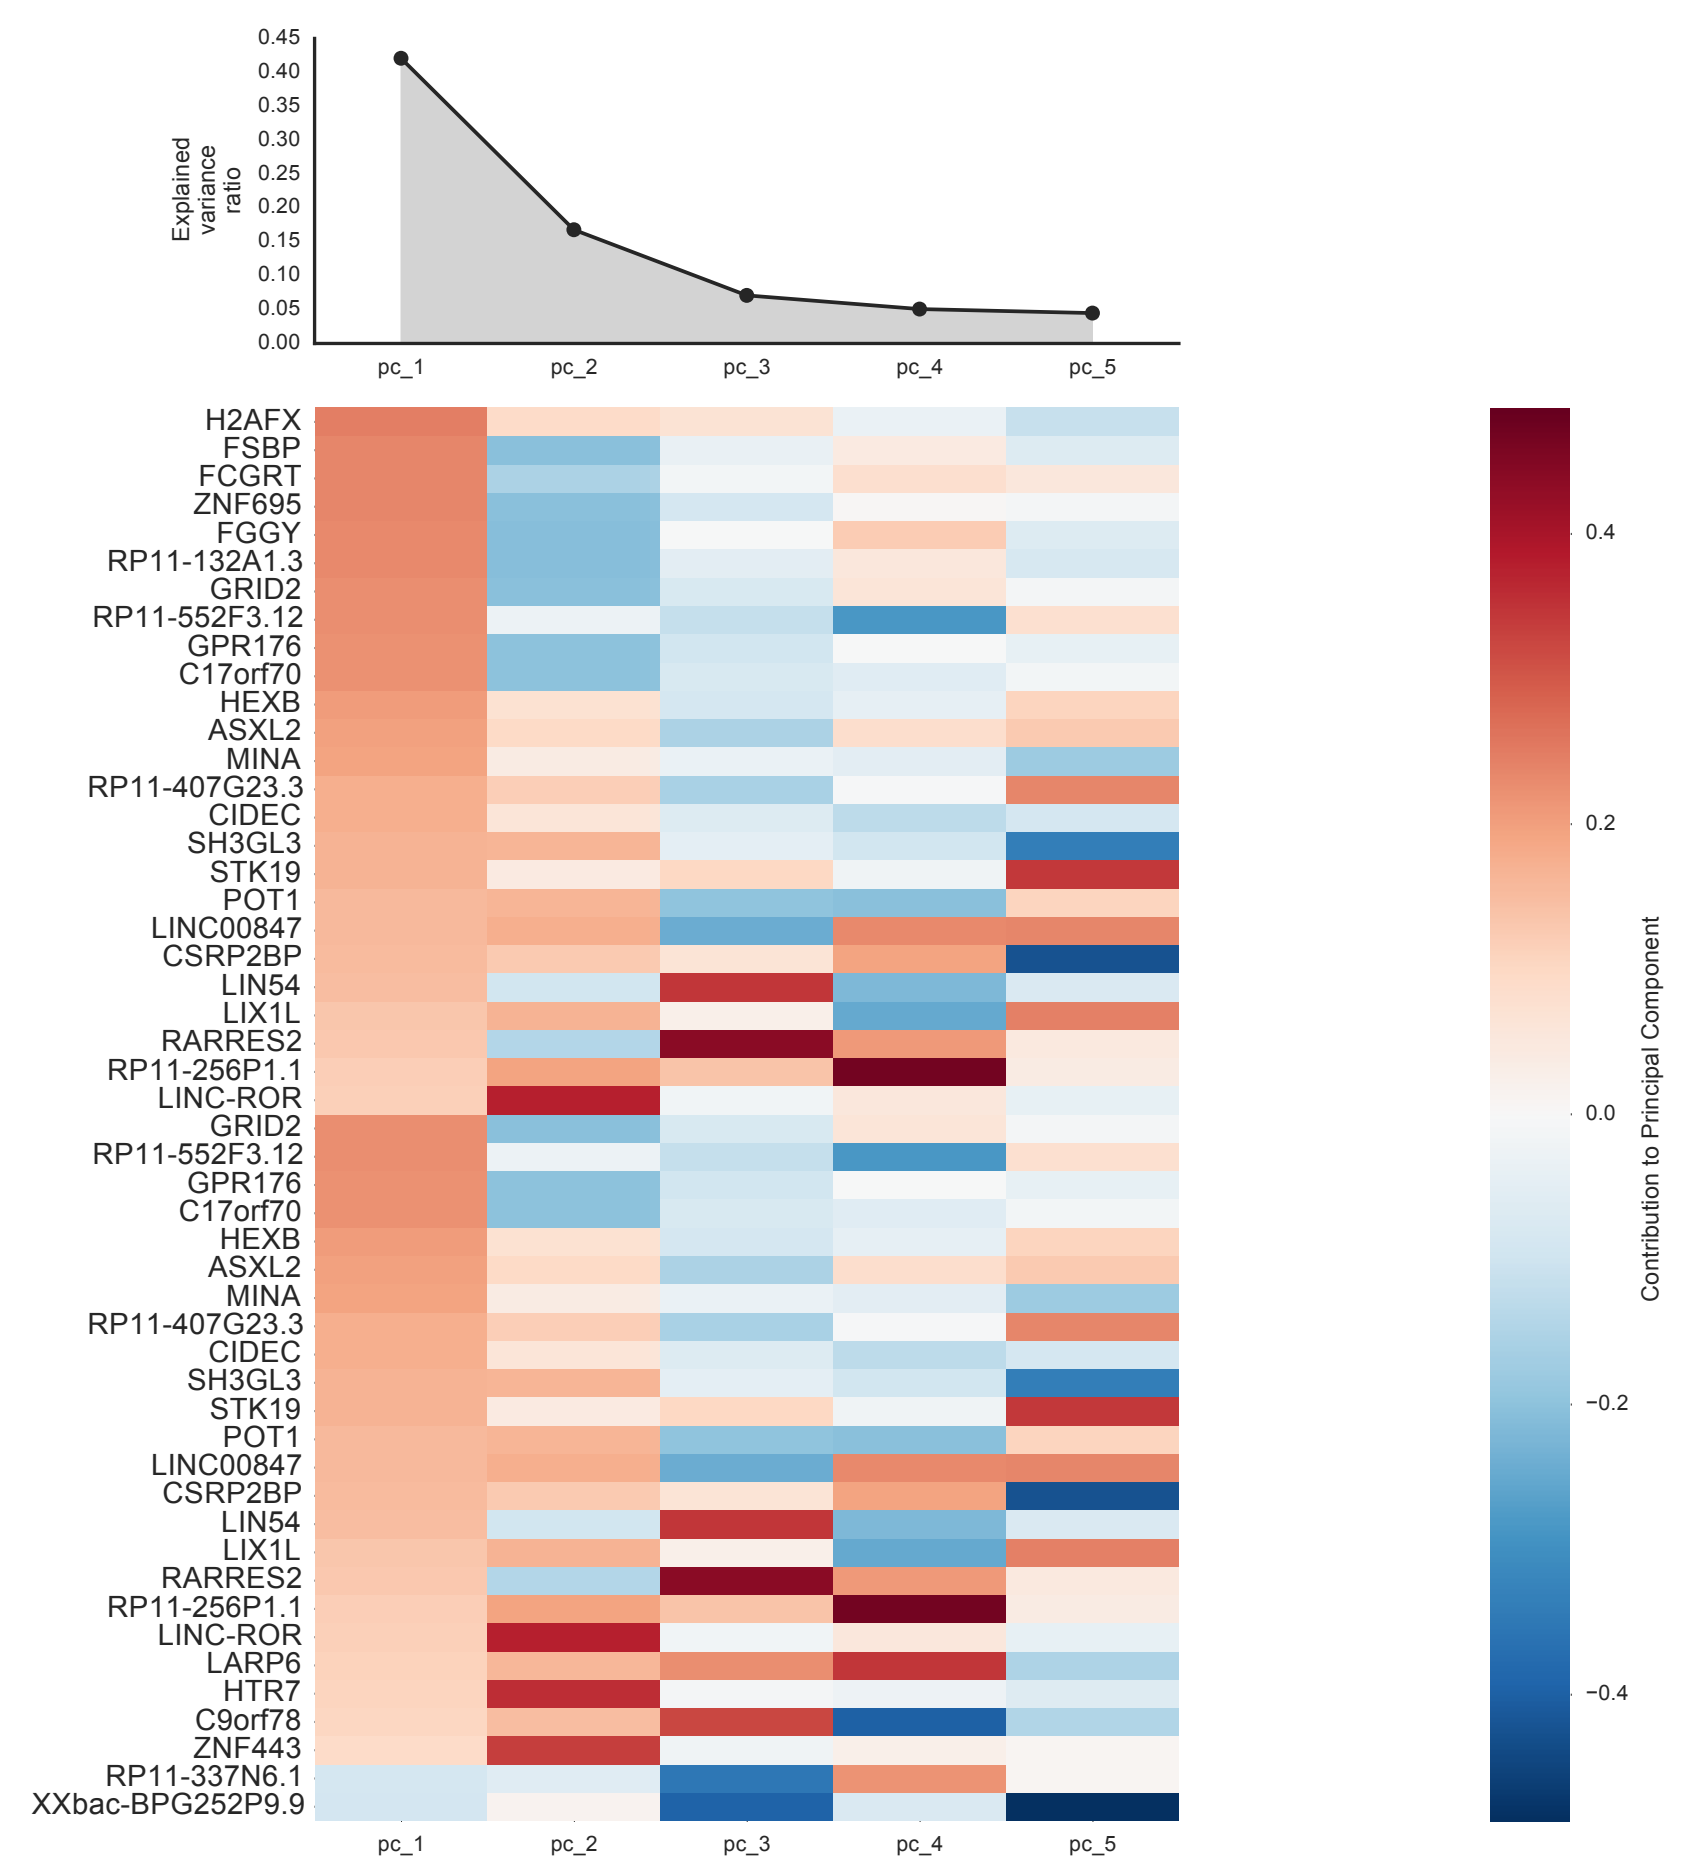 0.45
0.40
0.35
0.30
0.25
0.20
0.15
0.10
0.05
0.00
Explained
variance
ratio
pc_1 pc_2 pc_3 pc_4 pc_5
H2AFX
FSBP
FCGRT
ZNF695
FGGY
RP11-132A1.3
GRID2
RP11-552F3.12
GPR176
C17orf70
HEXB
ASXL2
MINA
RP11-407G23.3
CIDEC
SH3GL3
STK19
POT1
LINC00847
CSRP2BP
LIN54
LIX1L
RARRES2
RP11-256P1.1
LINC-ROR
GRID2
RP11-552F3.12
GPR176
C17orf70
HEXB
ASXL2
MINA
RP11-407G23.3
CIDEC
SH3GL3
STK19
POT1
LINC00847
CSRP2BP
LIN54
LIX1L
RARRES2
RP11-256P1.1
LINC-ROR
LARP6
HTR7
C9orf78
ZNF443
RP11-337N6.1
XXbac-BPG252P9.9
pc_1 pc_2 pc_3 pc_4 pc_5
0.4
0.2
0.0
−0.2
−0.4
Contribution to Principal Component